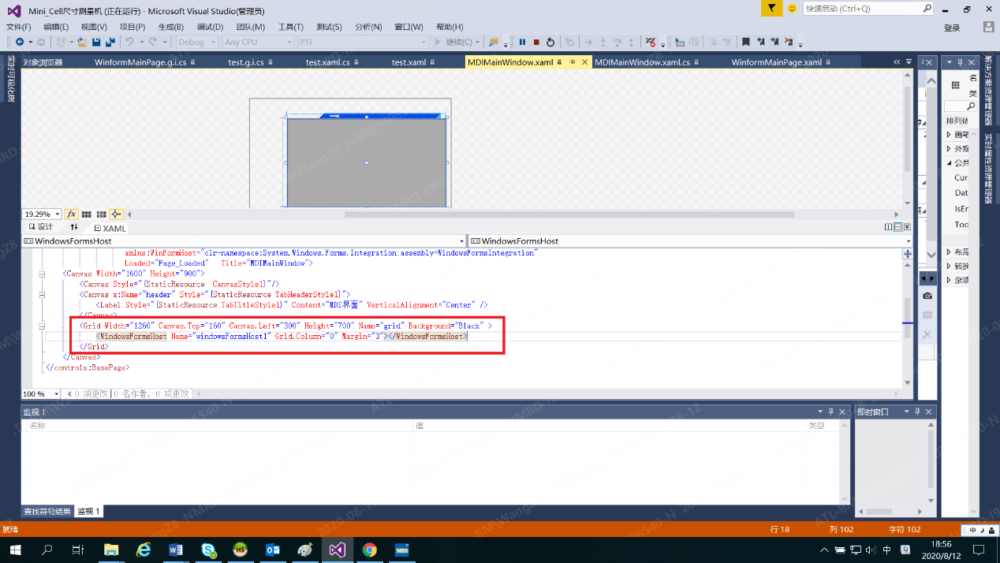 Mini_Cell尺寸测量机 (正在运行) - Microsoft Visual Studio(管理员)
快速启动 (Ctrl+Q)
文件(F) 编辑(E) 视图(V) 项目(P) 生成(B) 调试(D) 团队(M) 工具(T) 测试(S) 分析(N) 窗口(W) 帮助(H)
登录
Debug Any CPU PTF 继续(C)
对象浏览器 WinformMainPage.g.i.cs test.g.i.cs test.xaml.cs test.xaml MDIMainWindow.xaml MDIMainWindow.xaml.cs WinformMainPage.xaml
实时可视化树
解决方案资源管理器
实时属性资源管理器
名
类
排列依
画笔
外观
公共
Cur
Dat
IsEn
Too
布局
转换
杂项
19.29%
设计 XAML
WindowsFormsHost WindowsFormsHost
xmlns:WinFormHost="clr-namespace:System.Windows.Forms.Integration;assembly=WindowsFormsIntegration"
Loaded="Page_Loaded" Title="MDIMainWindow">
<Canvas Width="1600" Height="900">
<Canvas Style="{StaticResource CanvasStyle1}"/>
<Canvas x:Name="header" Style="{StaticResource TabHeaderStyle1}">
<Label Style="{StaticResource TabTitleStyle1}" Content="MDI界面" VerticalAlignment="Center" />
</Canvas>
<Grid Width="1260" Canvas.Top="160" Canvas.Left="300" Height="700" Name="grid" Background="Black" >
<WindowsFormsHost Name="windowsFormsHost1" Grid.Column="0" Margin="3"></WindowsFormsHost>
</Grid>
</Canvas>
</controls:BasePage>
100 % 0 项更改 | 0 名作者，0 项更改
监视 1
名称 值 类型
即时窗口
查找符号结果 监视 1
就绪 行 18 列 102 字符 102
中
18:56
2020/8/12